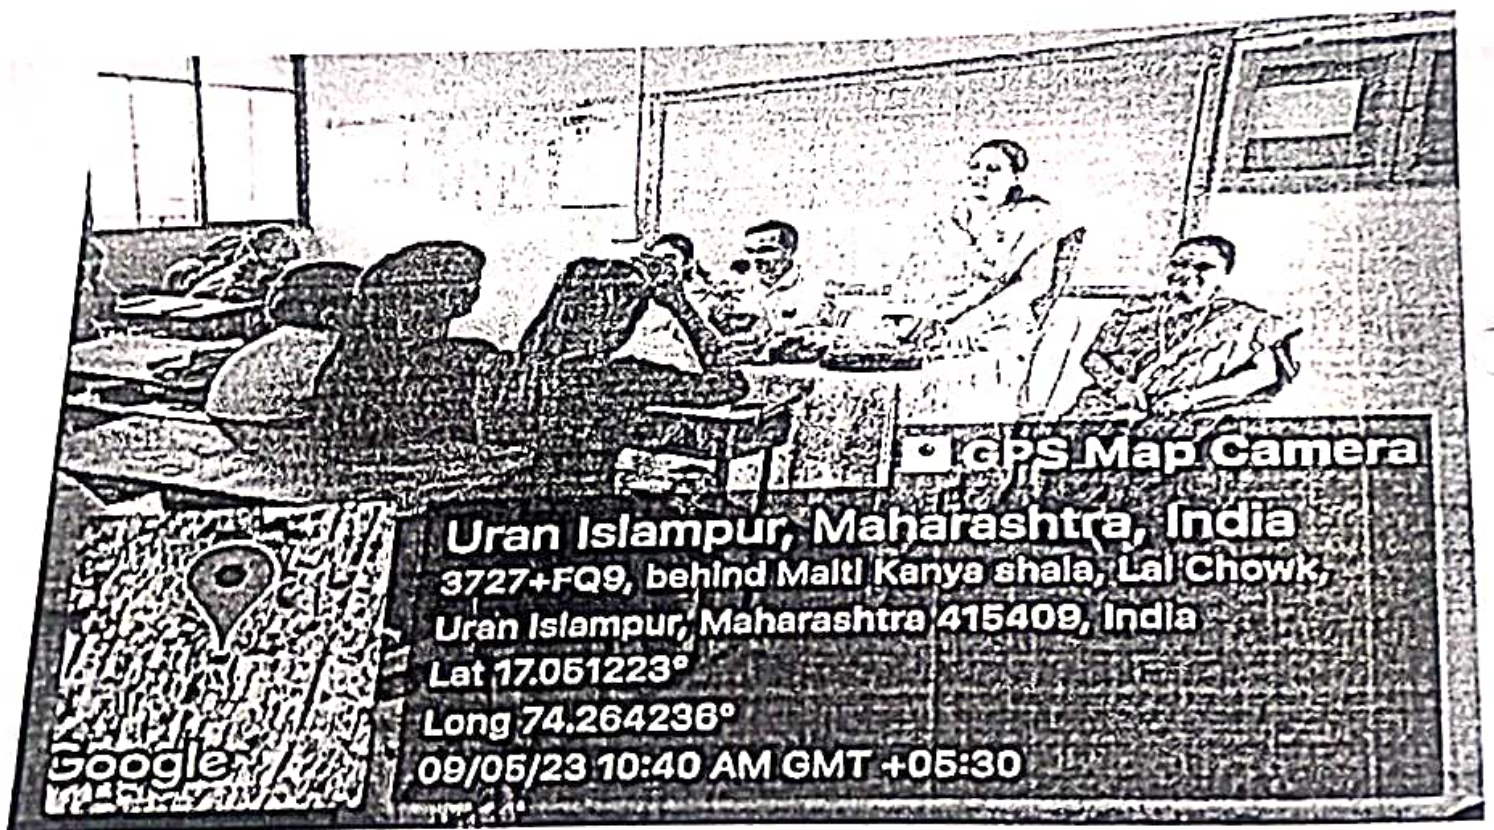 GPS Map Camera
Uran Islampur, Maharashtra, India
3727+FQ9, behind Malti Kanya shala, Lal Chowk,
Uran Islampur, Maharashtra 415409, India
Lat 17.051223°
Long 74.264236°
09/05/23 10:40 AM GMT +05:30
Google